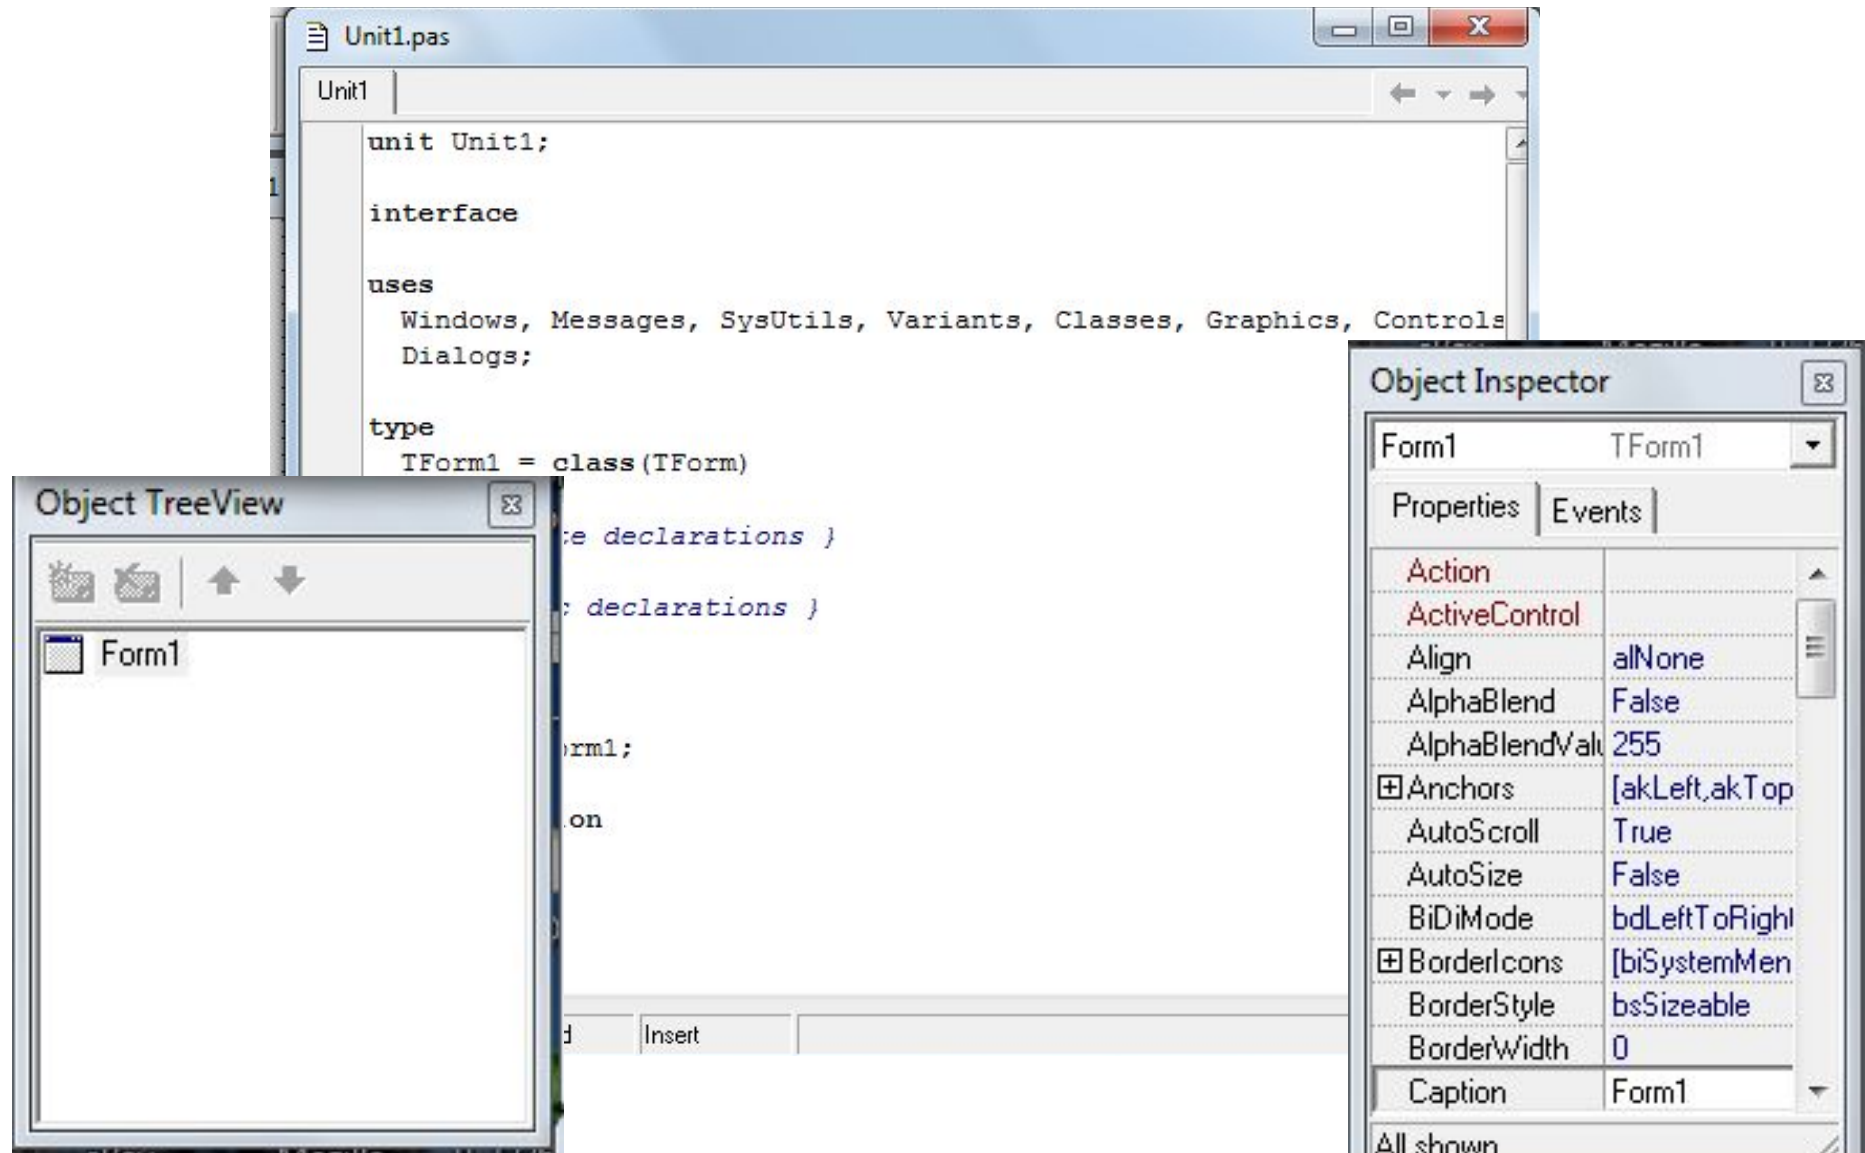 Unit1.pas
Unit1
unit Unit1;
interface
uses
Windows, Messages, SysUtils, Variants, Classes, Graphics, Controls
Dialogs;
type
TForm1 = class(TForm)
declarations }
declarations }
rm1;
on
Insert
Object TreeView
Form1
Object Inspector
Form1 TForm1
Properties Events
Action
ActiveControl
Align alNone
AlphaBlend False
AlphaBlendValu 255
Anchors [akLeft,akTop
AutoScroll True
AutoSize False
BiDiMode bdLeftToRight
BorderIcons [biSystemMen
BorderStyle bsSizeable
BorderWidth 0
Caption Form1
All shown